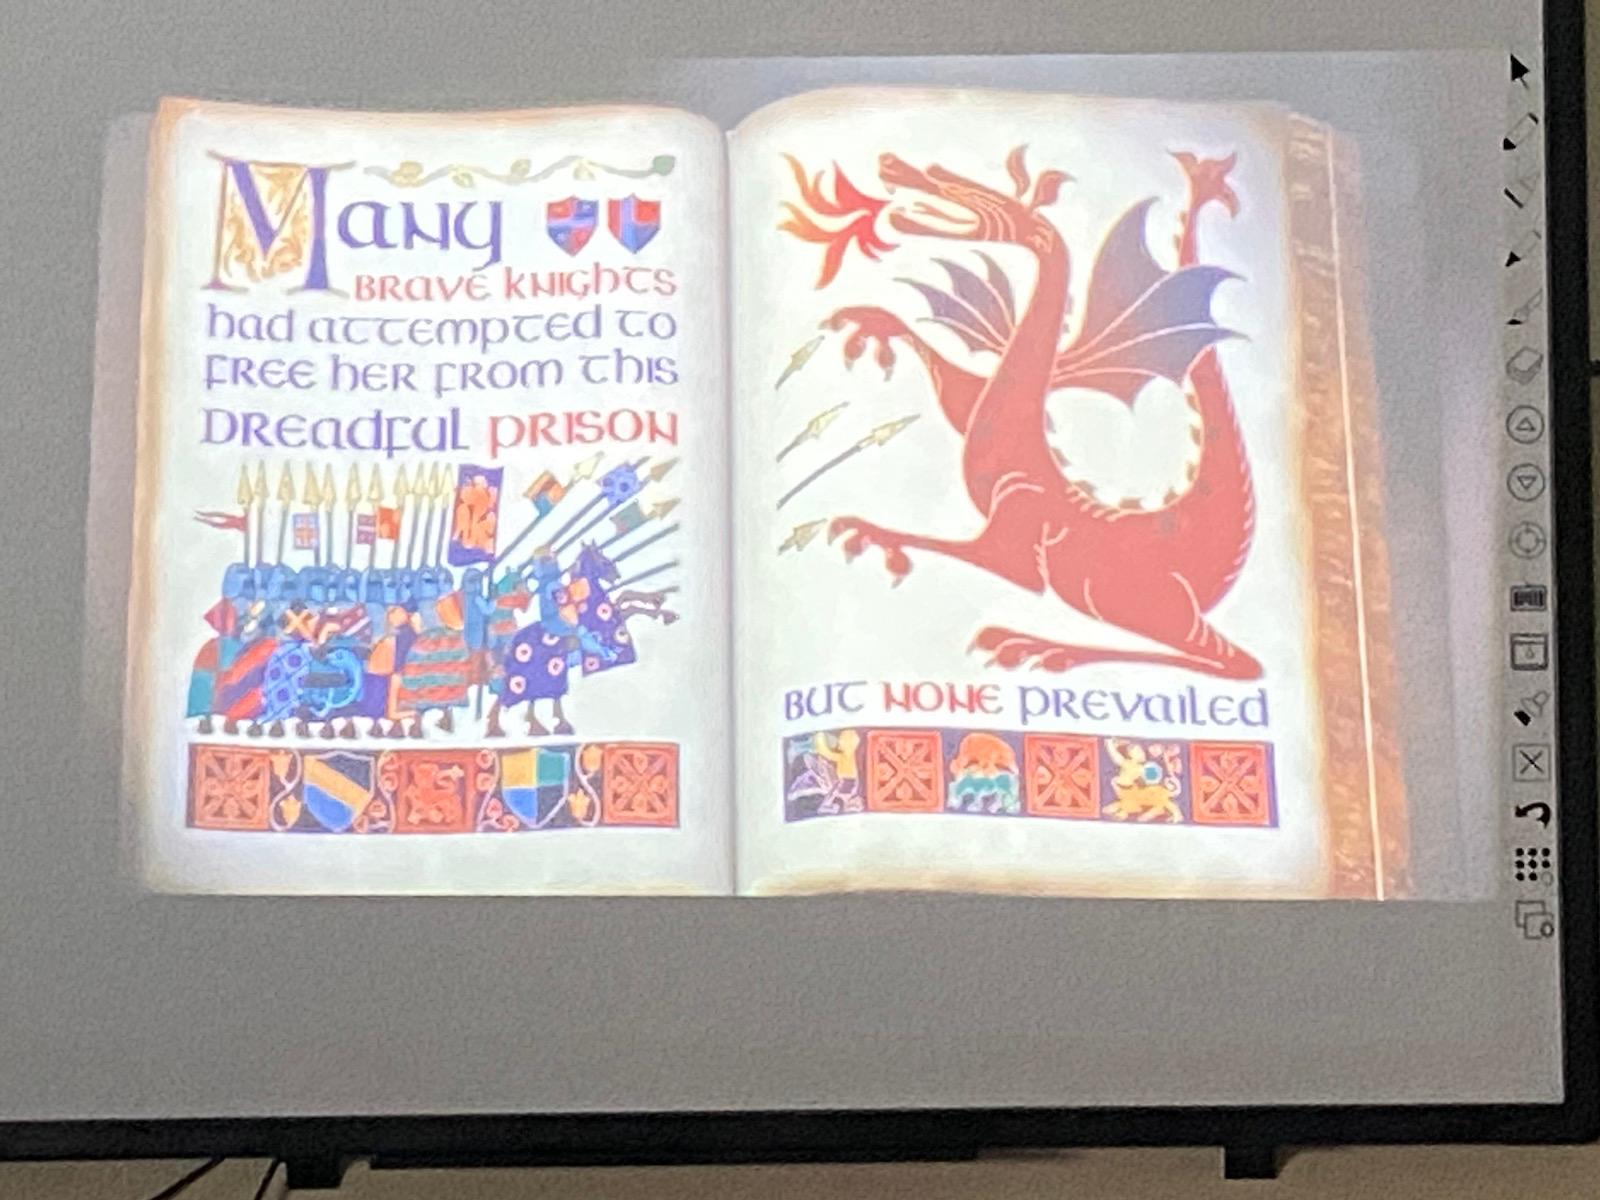 Many
BRAVE KNIGHTS
had attempted to
FREE HER FROM THIS
DREADFUL PRISON
BUT NONE PREVAILED